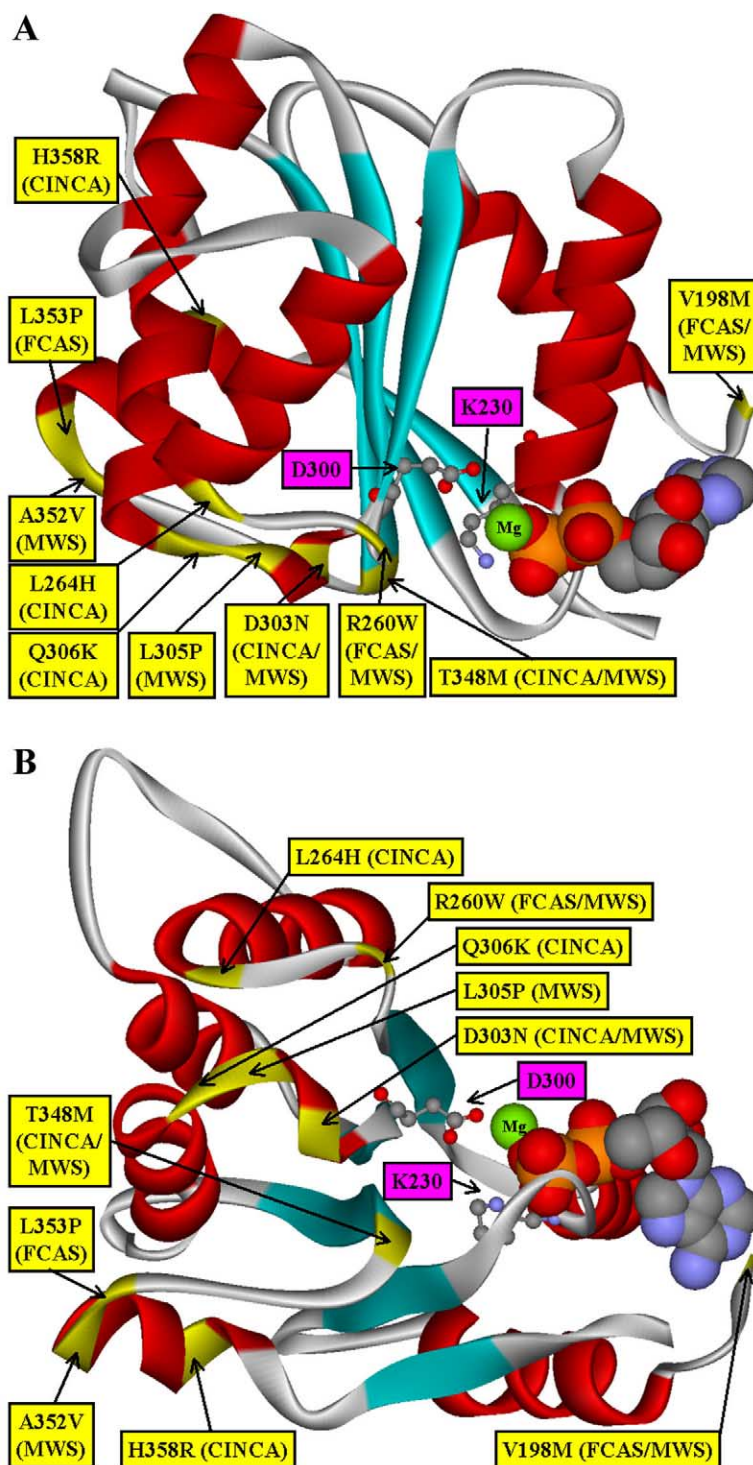 A
H358R
(CINCA)
L353P
(FCAS)
V198M
(FCAS/
MWS)
K230
D300
Mg
A352V
(MWS)
L264H
(CINCA)
Q306K
(CINCA)
L305P
(MWS)
D303N
(CINCA/
MWS)
R260W
(FCAS/
MWS)
T348M (CINCA/MWS)
B
L264H (CINCA)
R260W (FCAS/MWS)
Q306K (CINCA)
L305P (MWS)
D303N (CINCA/MWS)
D300
Mg
T348M
(CINCA/
MWS)
K230
L353P
(FCAS)
A352V
(MWS)
H358R (CINCA)
V198M (FCAS/MWS)